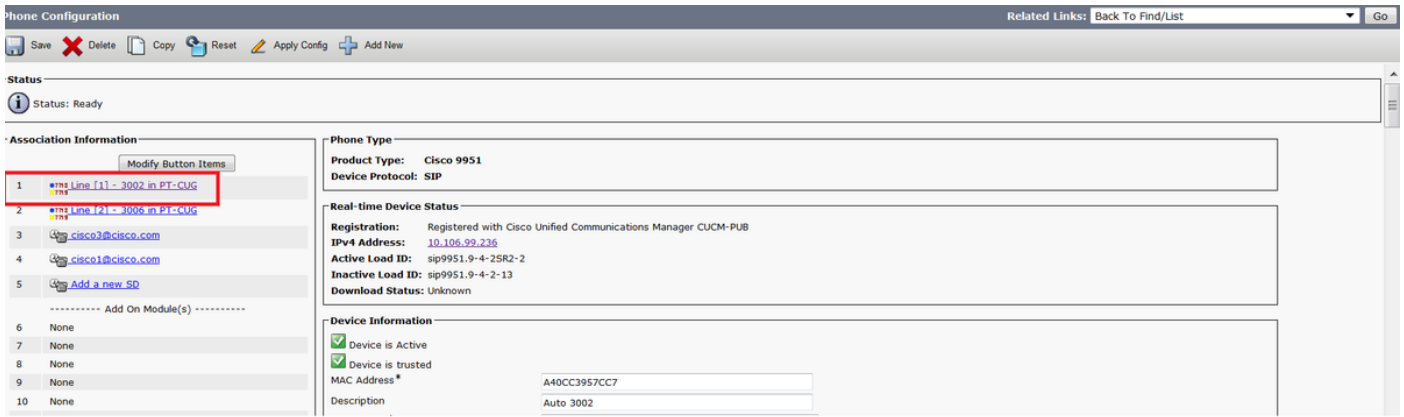 Phone Configuration
Related Links: Back To Find/List Go
Save Delete Copy Reset Apply Config Add New
Status
Status: Ready
Association Information
Modify Button Items
1 Line [1] - 3002 in PT-CUG
2 Line [2] - 3006 in PT-CUG
3 cisco3@cisco.com
4 cisco1@cisco.com
5 Add a new SD
---------- Add On Module(s) ----------
6 None
7 None
8 None
9 None
10 None
Phone Type
Product Type: Cisco 9951
Device Protocol: SIP
Real-time Device Status
Registration: Registered with Cisco Unified Communications Manager CUCM-PUB
IPv4 Address: 10.106.99.236
Active Load ID: sip9951.9-4-2SR2-2
Inactive Load ID: sip9951.9-4-2-13
Download Status: Unknown
Device Information
Device is Active
Device is trusted
MAC Address* A40CC3957CC7
Description Auto 3002